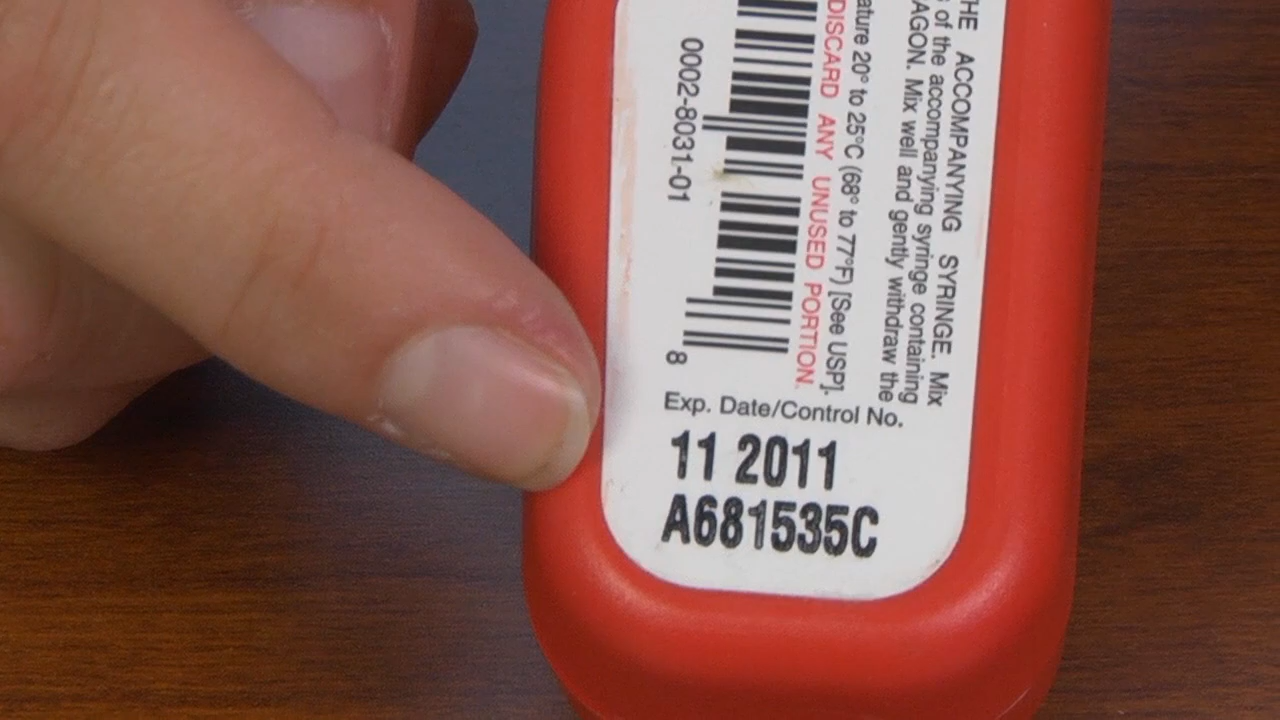 THE ACCOMPANYING SYRINGE. Mix
of the accompanying syringe containing
AGON. Mix well and gently withdraw the
ature 20° to 25°C (68° to 77°F) [See USP].
DISCARD ANY UNUSED PORTION.
0002-8031-01
8
Exp. Date/Control No.
11 2011
A681535C